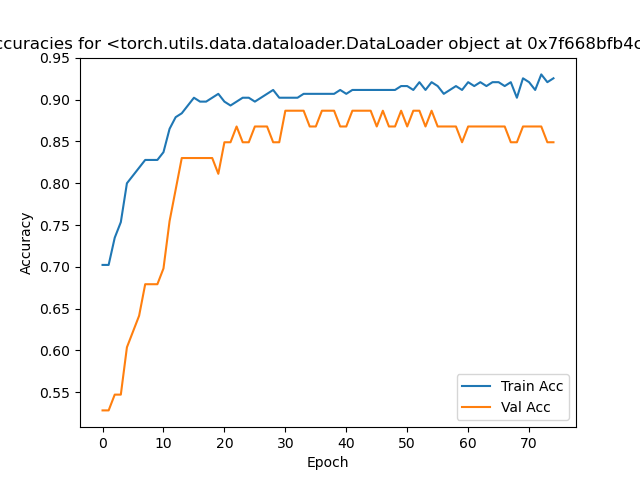 ccuracies for <torch.utils.data.dataloader.DataLoader object at 0x7f668bfb4c
0.95
0.90
0.85
0.80
0.75
0.70
0.65
0.60
0.55
Accuracy
Train Acc
Val Acc
0 10 20 30 40 50 60 70
Epoch